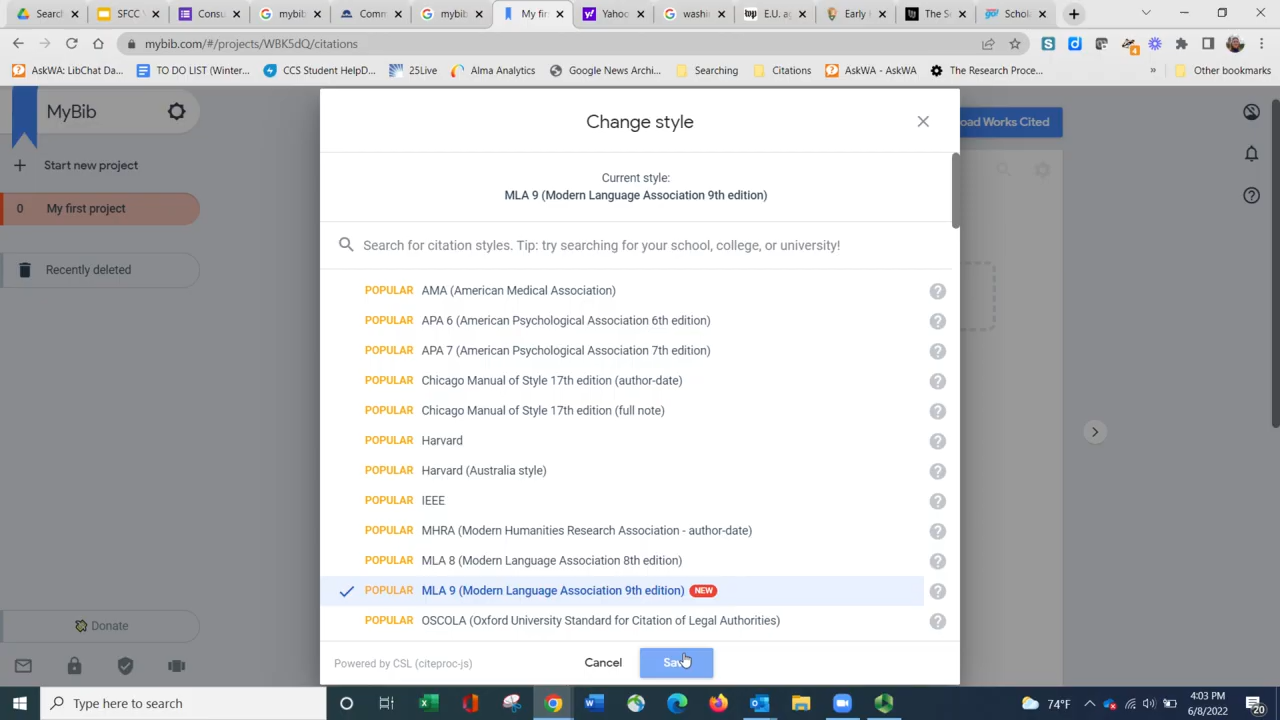 Search
SFCC
Consu
mybib
Comm
mybib
My firs
Yahoo
washin
E.U. ag
Early H
The Se
Schola
mybib.com/#/projects/WBK5dQ/citations
AskWA: LibChat Da...
TO DO LIST (Winter...
CCS Student HelpD...
25Live
Alma Analytics
Google News Archi...
Searching
Citations
AskWA - AskWA
The Research Proce...
»
Other bookmarks
MyBib
Start new project
0 My first project
Recently deleted
Donate
oad Works Cited
Change style
Current style:
MLA 9 (Modern Language Association 9th edition)
Search for citation styles. Tip: try searching for your school, college, or university!
POPULAR AMA (American Medical Association)
POPULAR APA 6 (American Psychological Association 6th edition)
POPULAR APA 7 (American Psychological Association 7th edition)
POPULAR Chicago Manual of Style 17th edition (author-date)
POPULAR Chicago Manual of Style 17th edition (full note)
POPULAR Harvard
POPULAR Harvard (Australia style)
POPULAR IEEE
POPULAR MHRA (Modern Humanities Research Association - author-date)
POPULAR MLA 8 (Modern Language Association 8th edition)
POPULAR MLA 9 (Modern Language Association 9th edition) NEW
POPULAR OSCOLA (Oxford University Standard for Citation of Legal Authorities)
Powered by CSL (citeproc-js)
Cancel
Save
Type here to search
74°F
4:03 PM
6/8/2022
20